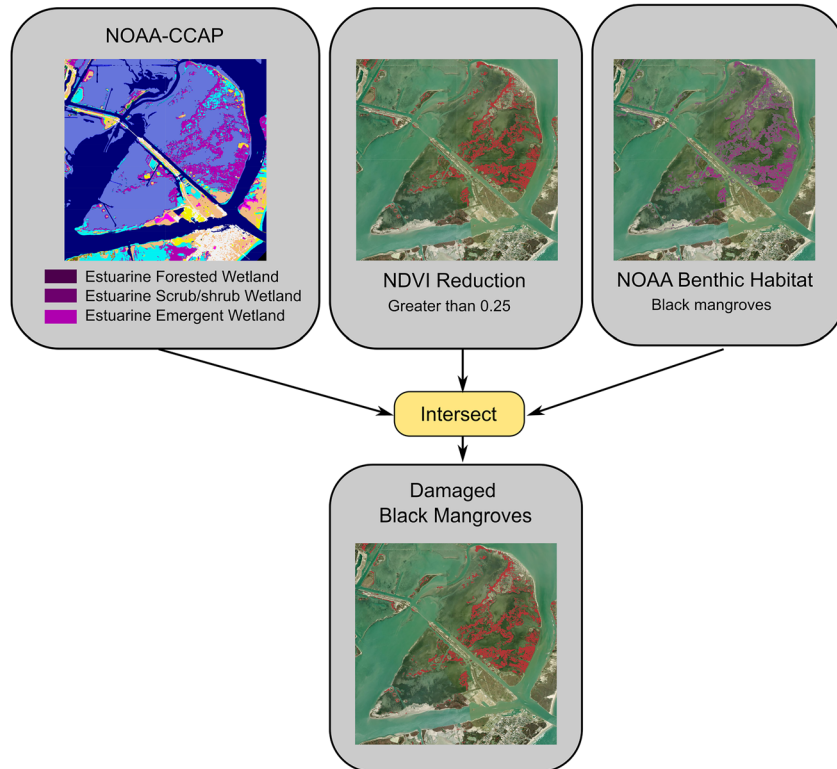 NOAA-CCAP
Estuarine Forested Wetland
Estuarine Scrub/shrub Wetland
Estuarine Emergent Wetland
NDVI Reduction
Greater than 0.25
NOAA Benthic Habitat
Black mangroves
Intersect
Damaged
Black Mangroves